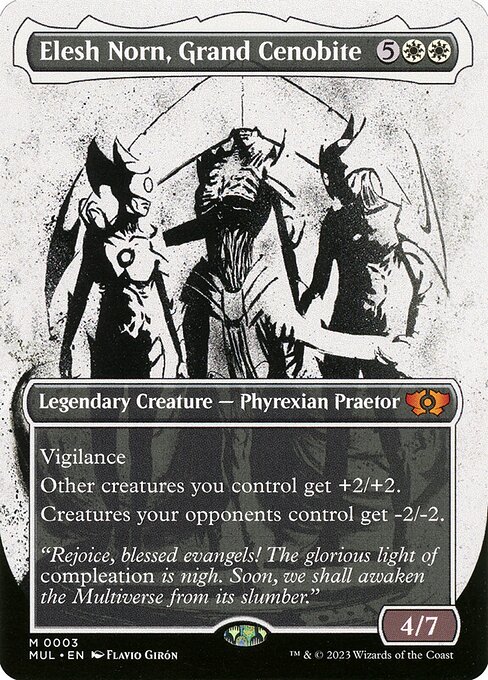 Elesh Norn, Grand Cenobite 5
Legendary Creature — Phyrexian Praetor
Vigilance
Other creatures you control get +2/+2.
Creatures your opponents control get -2/-2.
“Rejoice, blessed evangels! The glorious light of
compleation is nigh. Soon, we shall awaken
the Multiverse from its slumber.”
4/7
M 0003
MUL • EN Flavio Girón
™ & © 2023 Wizards of the Coast